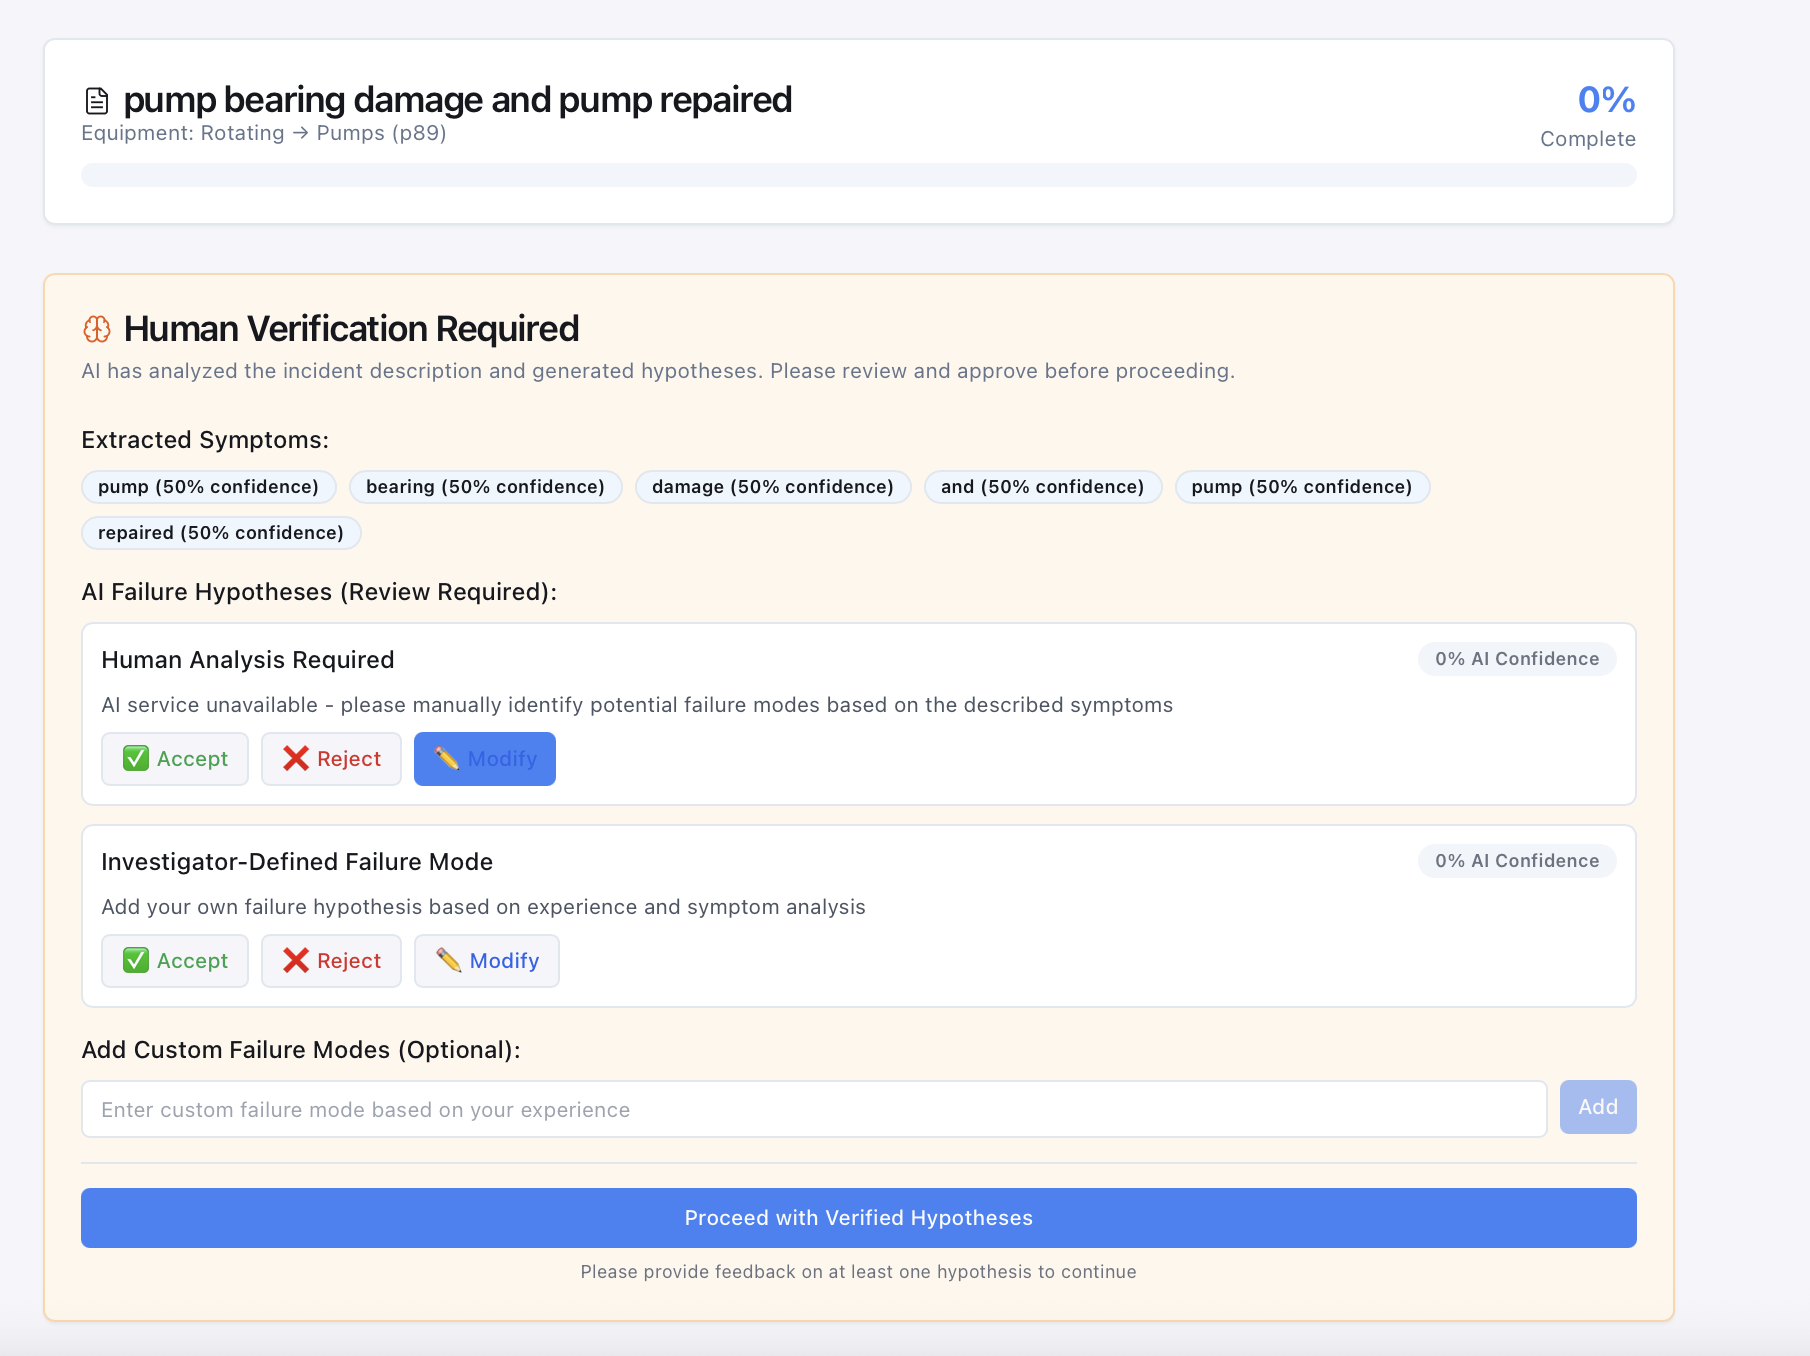 pump bearing damage and pump repaired
0%
Equipment: Rotating → Pumps (p89)
Complete
Human Verification Required
AI has analyzed the incident description and generated hypotheses. Please review and approve before proceeding.
Extracted Symptoms:
pump (50% confidence) bearing (50% confidence) damage (50% confidence) and (50% confidence) pump (50% confidence)
repaired (50% confidence)
AI Failure Hypotheses (Review Required):
Human Analysis Required
0% AI Confidence
AI service unavailable - please manually identify potential failure modes based on the described symptoms
✅ Accept ❌ Reject ✏️ Modify
Investigator-Defined Failure Mode
0% AI Confidence
Add your own failure hypothesis based on experience and symptom analysis
✅ Accept ❌ Reject ✏️ Modify
Add Custom Failure Modes (Optional):
Enter custom failure mode based on your experience
Add
Proceed with Verified Hypotheses
Please provide feedback on at least one hypothesis to continue